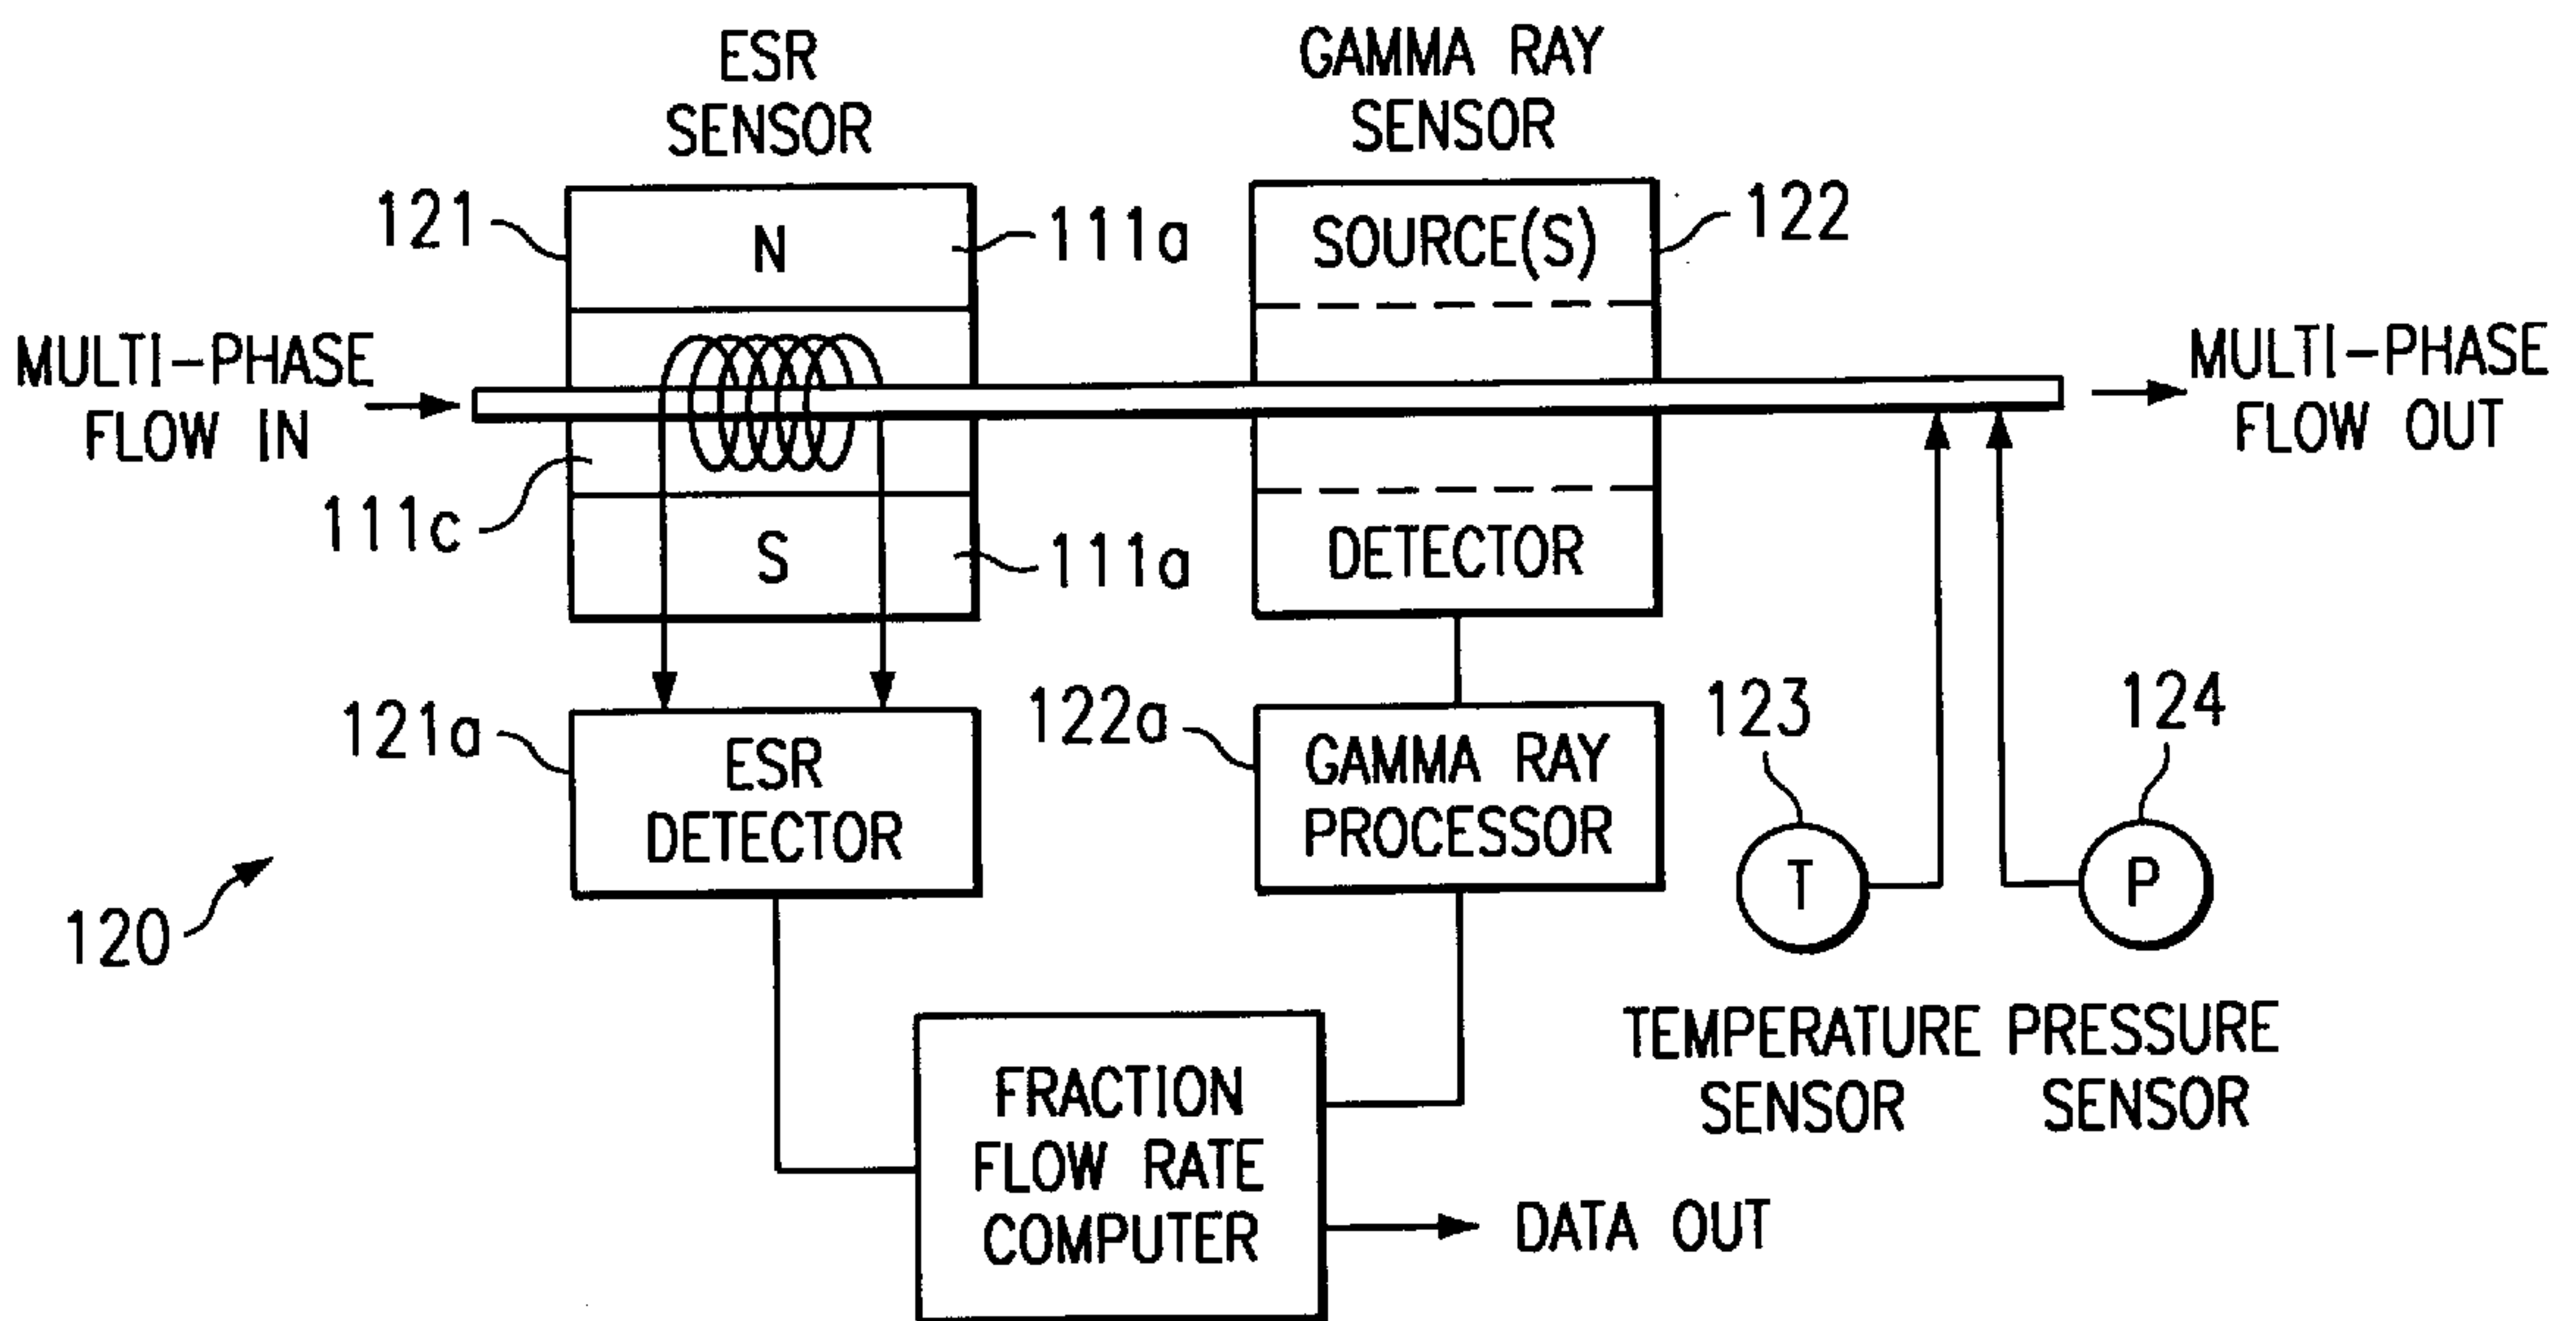 ESR
SENSOR
GAMMA RAY
SENSOR
121
N
111a
SOURCE(S)
122
MULTI-PHASE
FLOW IN
MULTI-PHASE
FLOW OUT
111c
S
111a
DETECTOR
121a
ESR
DETECTOR
122a
GAMMA RAY
PROCESSOR
123
124
T
P
120
TEMPERATURE
SENSOR
PRESSURE
SENSOR
FRACTION
FLOW RATE
COMPUTER
DATA OUT